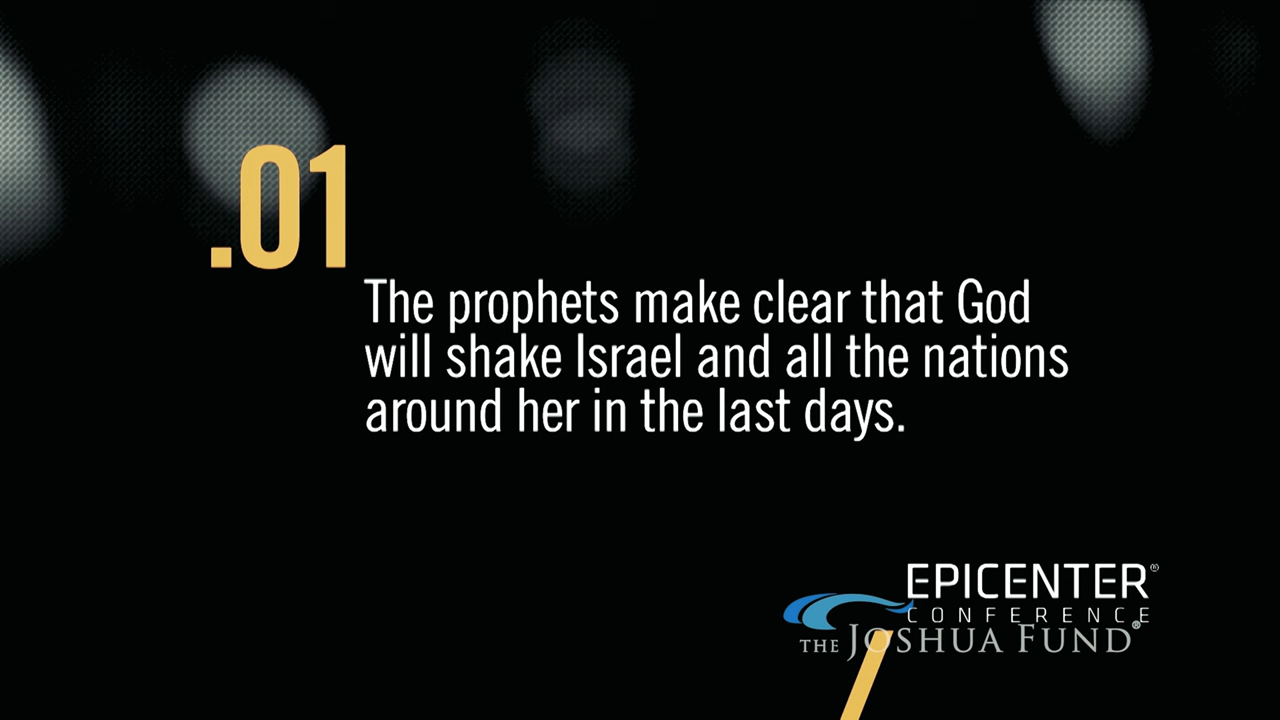 .01
The prophets make clear that God
will shake Israel and all the nations
around her in the last days.
EPICENTER®
CONFERENCE
THE JOSHUA FUND®